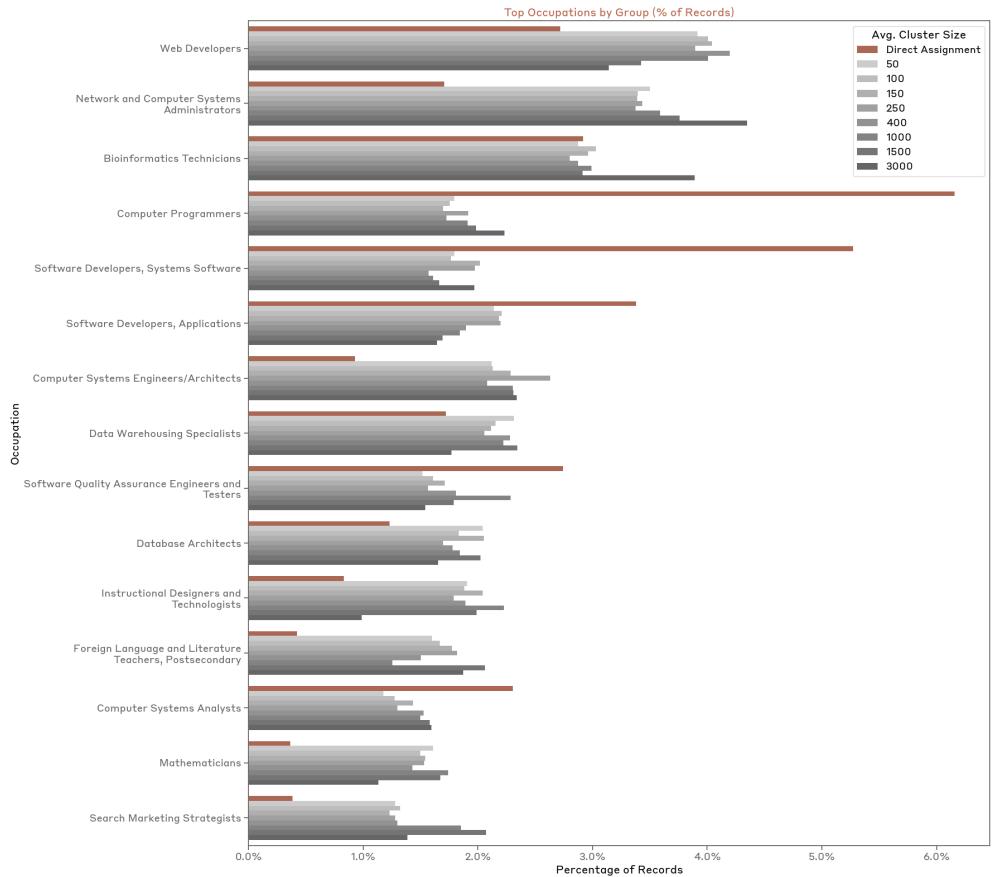 Top Occupations by Group (% of Records)
Avg. Cluster Size
Direct Assignment
50
100
150
250
400
1000
1500
3000
Occupation
Web Developers
Network and Computer Systems
Administrators
Bioinformatics Technicians
Computer Programmers
Software Developers, Systems Software
Software Developers, Applications
Computer Systems Engineers/Architects
Data Warehousing Specialists
Software Quality Assurance Engineers and
Testers
Database Architects
Instructional Designers and
Technologists
Foreign Language and Literature
Teachers, Postsecondary
Computer Systems Analysts
Mathematicians
Search Marketing Strategists
0.0% 1.0% 2.0% 3.0% 4.0% 5.0% 6.0%
Percentage of Records